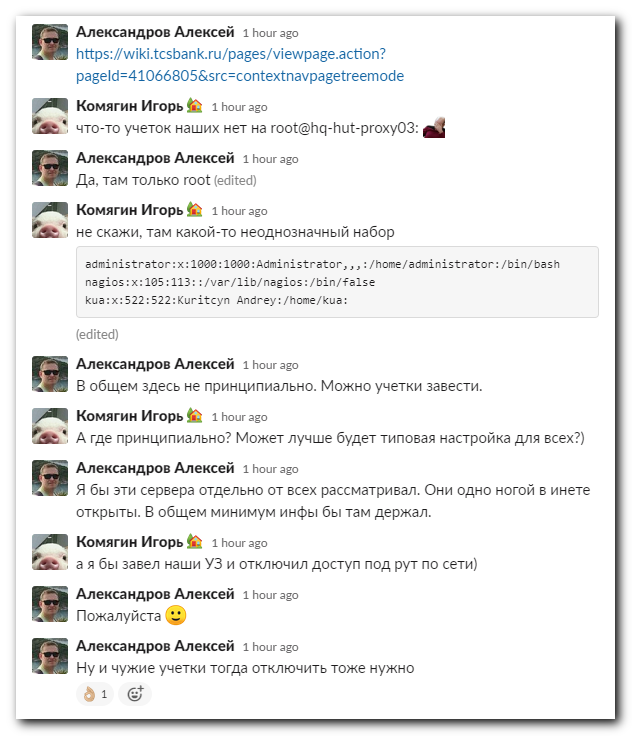 Александров Алексей 1 hour ago
https://wiki.tcsbank.ru/pages/viewpage.action?
pageId=41066805&src=contextnavpagetreemode
Комягин Игорь 1 hour ago
что-то учеток наших нет на root@hq-hut-proxy03:
Александров Алексей 1 hour ago
Да, там только root (edited)
Комягин Игорь 1 hour ago
не скажи, там какой-то неоднозначный набор
administrator:x:1000:1000:Administrator,,,:/home/administrator:/bin/bash
nagios:x:105:113::/var/lib/nagios:/bin/false
kua:x:522:522:Kuritcyn Andrey:/home/kua:
(edited)
Александров Алексей 1 hour ago
В общем здесь не принципиально. Можно учетки завести.
Комягин Игорь 1 hour ago
А где принципиально? Может лучше будет типовая настройка для всех?)
Александров Алексей 1 hour ago
Я бы эти сервера отдельно от всех рассматривал. Они одно ногой в инете
открыты. В общем минимум инфы бы там держал.
Комягин Игорь 1 hour ago
а я бы завел наши УЗ и отключил доступ под рут по сети)
Александров Алексей 1 hour ago
Пожалуйста
Александров Алексей 1 hour ago
Ну и чужие учетки тогда отключить тоже нужно
1